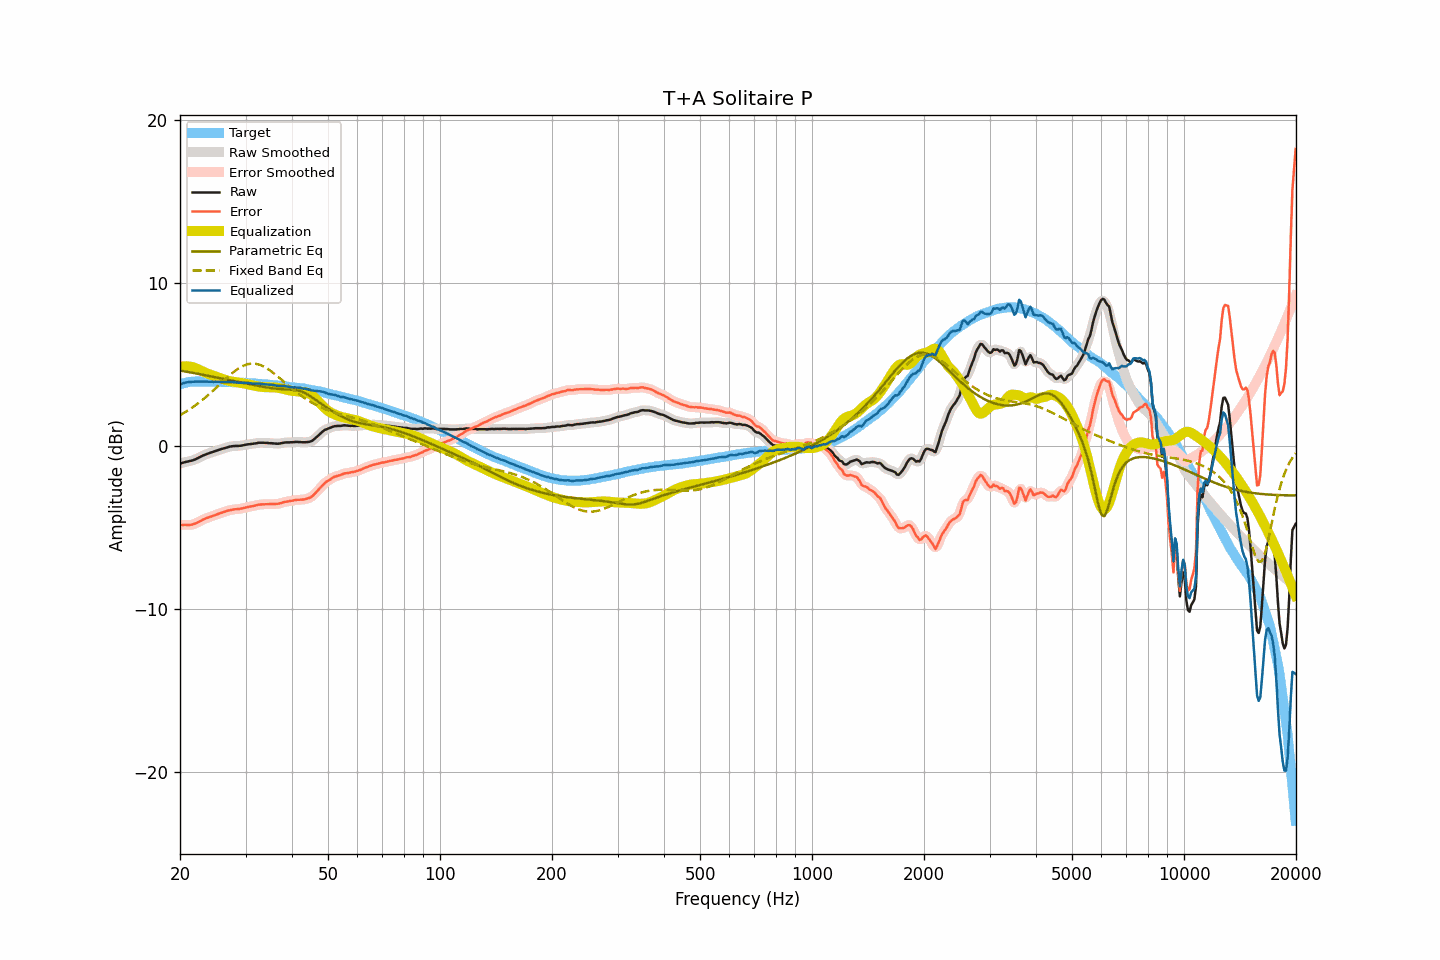 T+A Solitaire P
Target
Raw Smoothed
Error Smoothed
Raw
Error
Equalization
Parametric Eq
Fixed Band Eq
Equalized
20
10
0
−10
−20
Amplitude (dBr)
20 50 100 200 500 1000 2000 5000 10000 20000
Frequency (Hz)